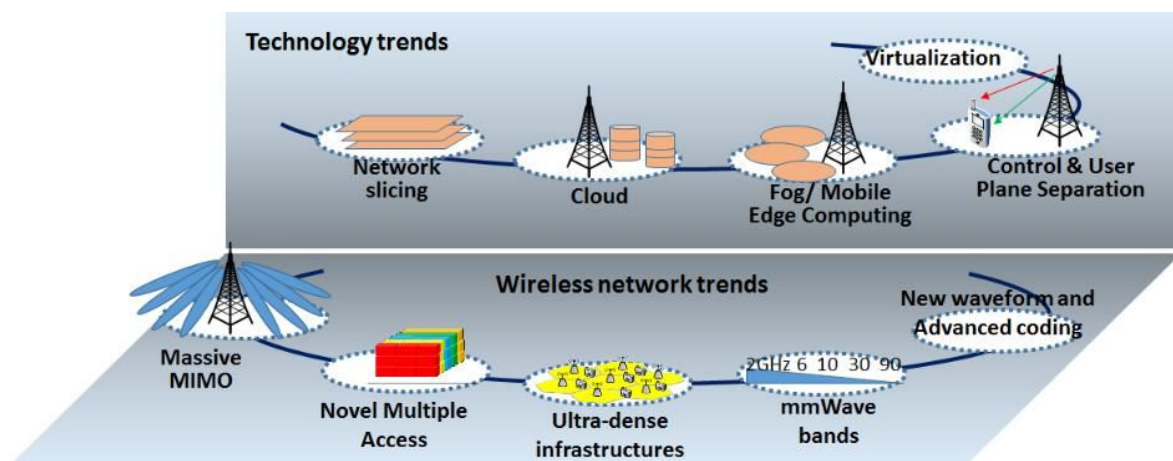 Technology trends
Virtualization
Network
slicing
Cloud
Fog/ Mobile
Edge Computing
Control & User
Plane Separation
Wireless network trends
Massive
MIMO
Novel Multiple
Access
Ultra-dense
infrastructures
2GHz 6 10 30 90
mmWave
bands
New waveform and
Advanced coding